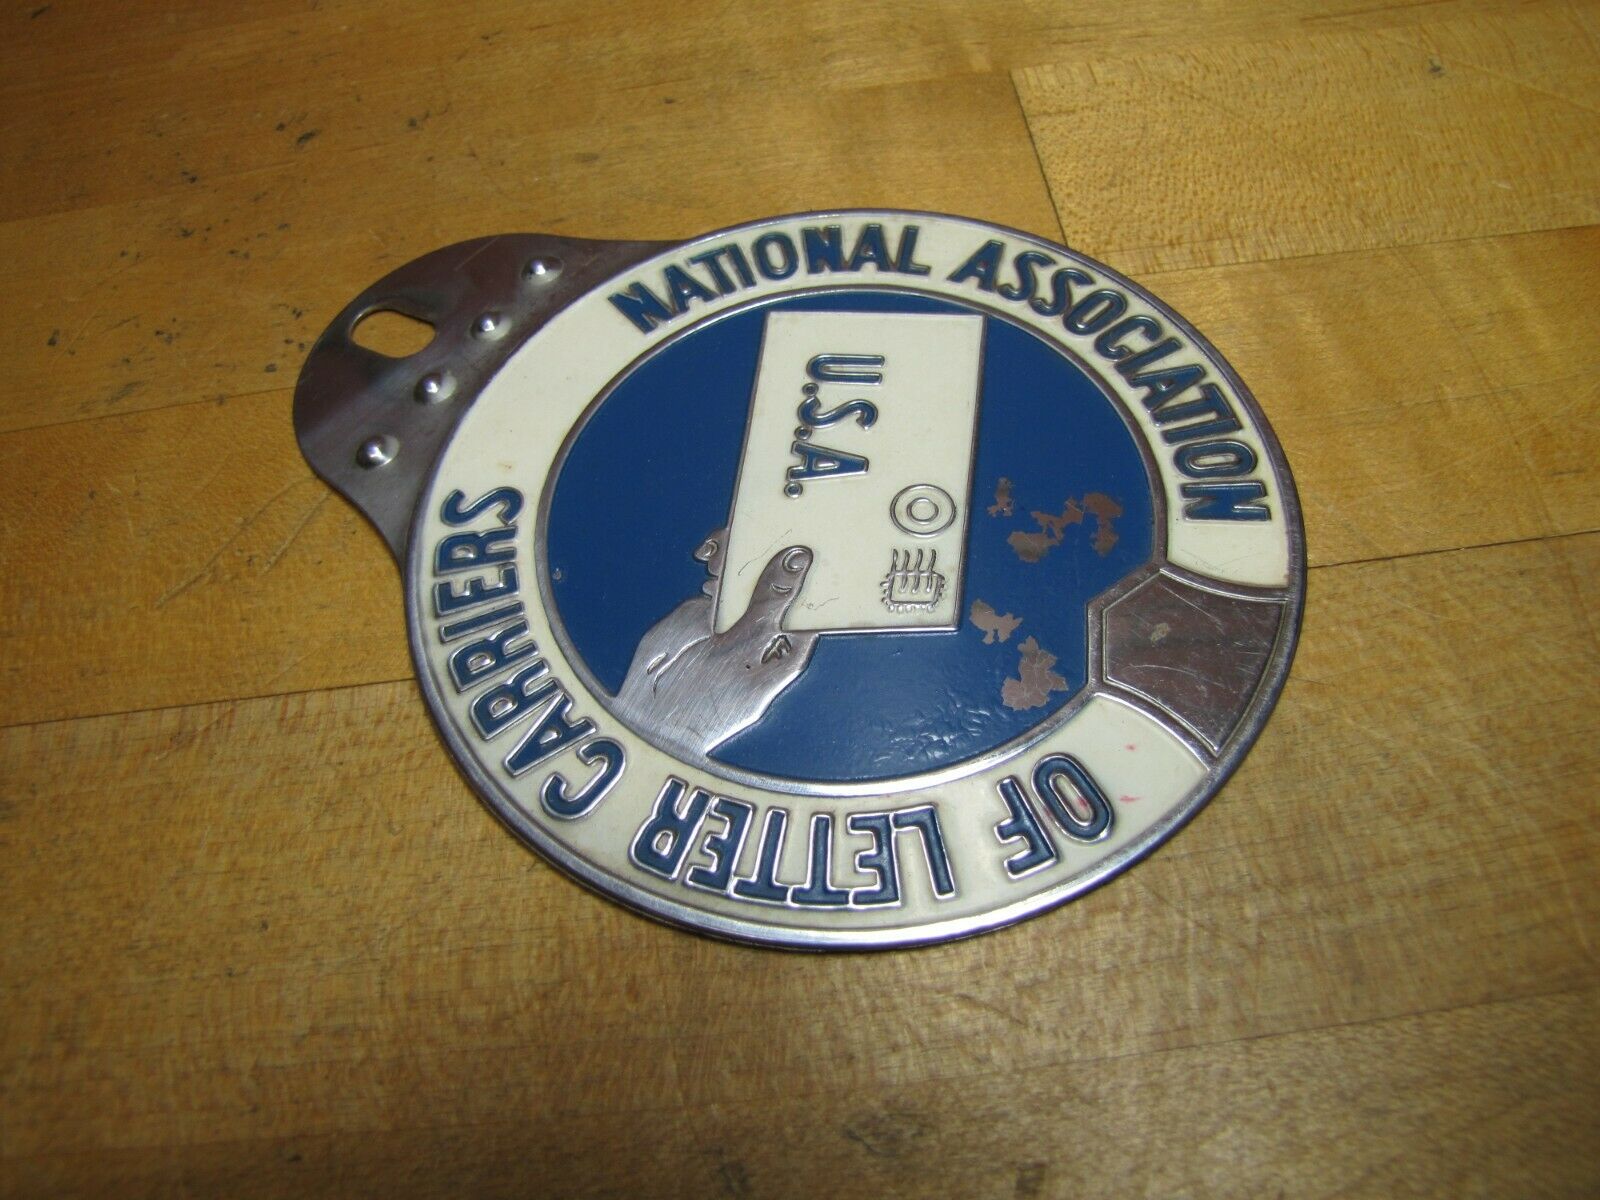 NATIONAL ASSOCIATION
OF LETTER CARRIERS
U.S.A.